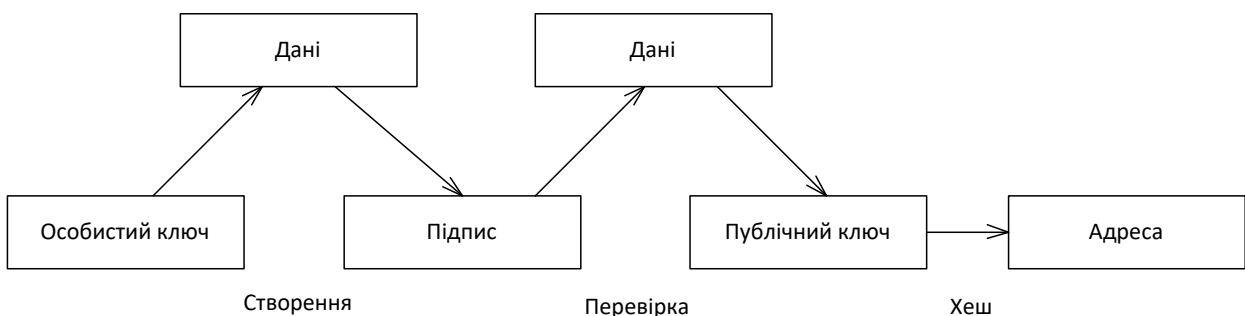 Дані
Дані
Особистий ключ
Підпис
Публічний ключ
Адреса
Створення
Перевірка
Хеш